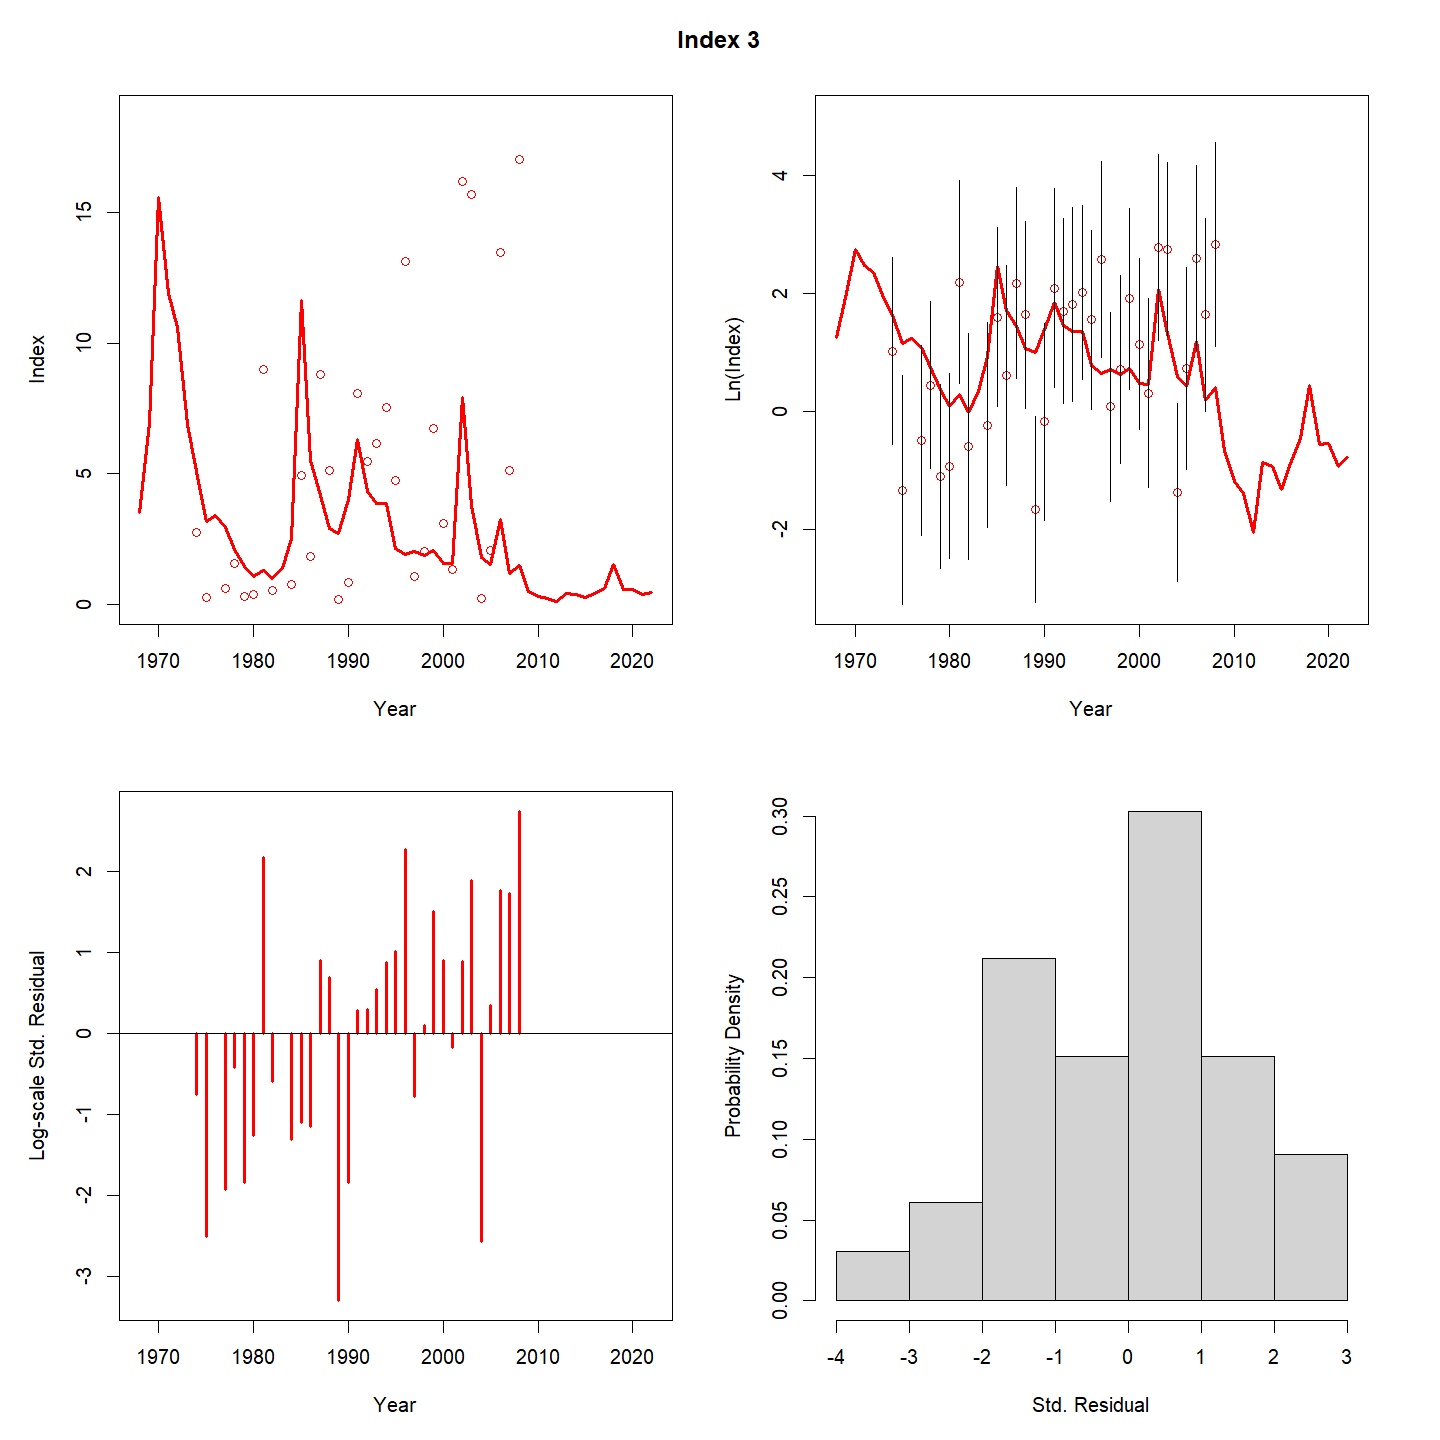 Index 3
Index
0 5 10 15
1970 1980 1990 2000 2010 2020
Year
Ln(Index)
-2 0 2 4
1970 1980 1990 2000 2010 2020
Year
Log-scale Std. Residual
-3 -2 -1 0 1 2
1970 1980 1990 2000 2010 2020
Year
Probability Density
0.00 0.05 0.10 0.15 0.20 0.25 0.30
-4 -3 -2 -1 0 1 2 3
Std. Residual